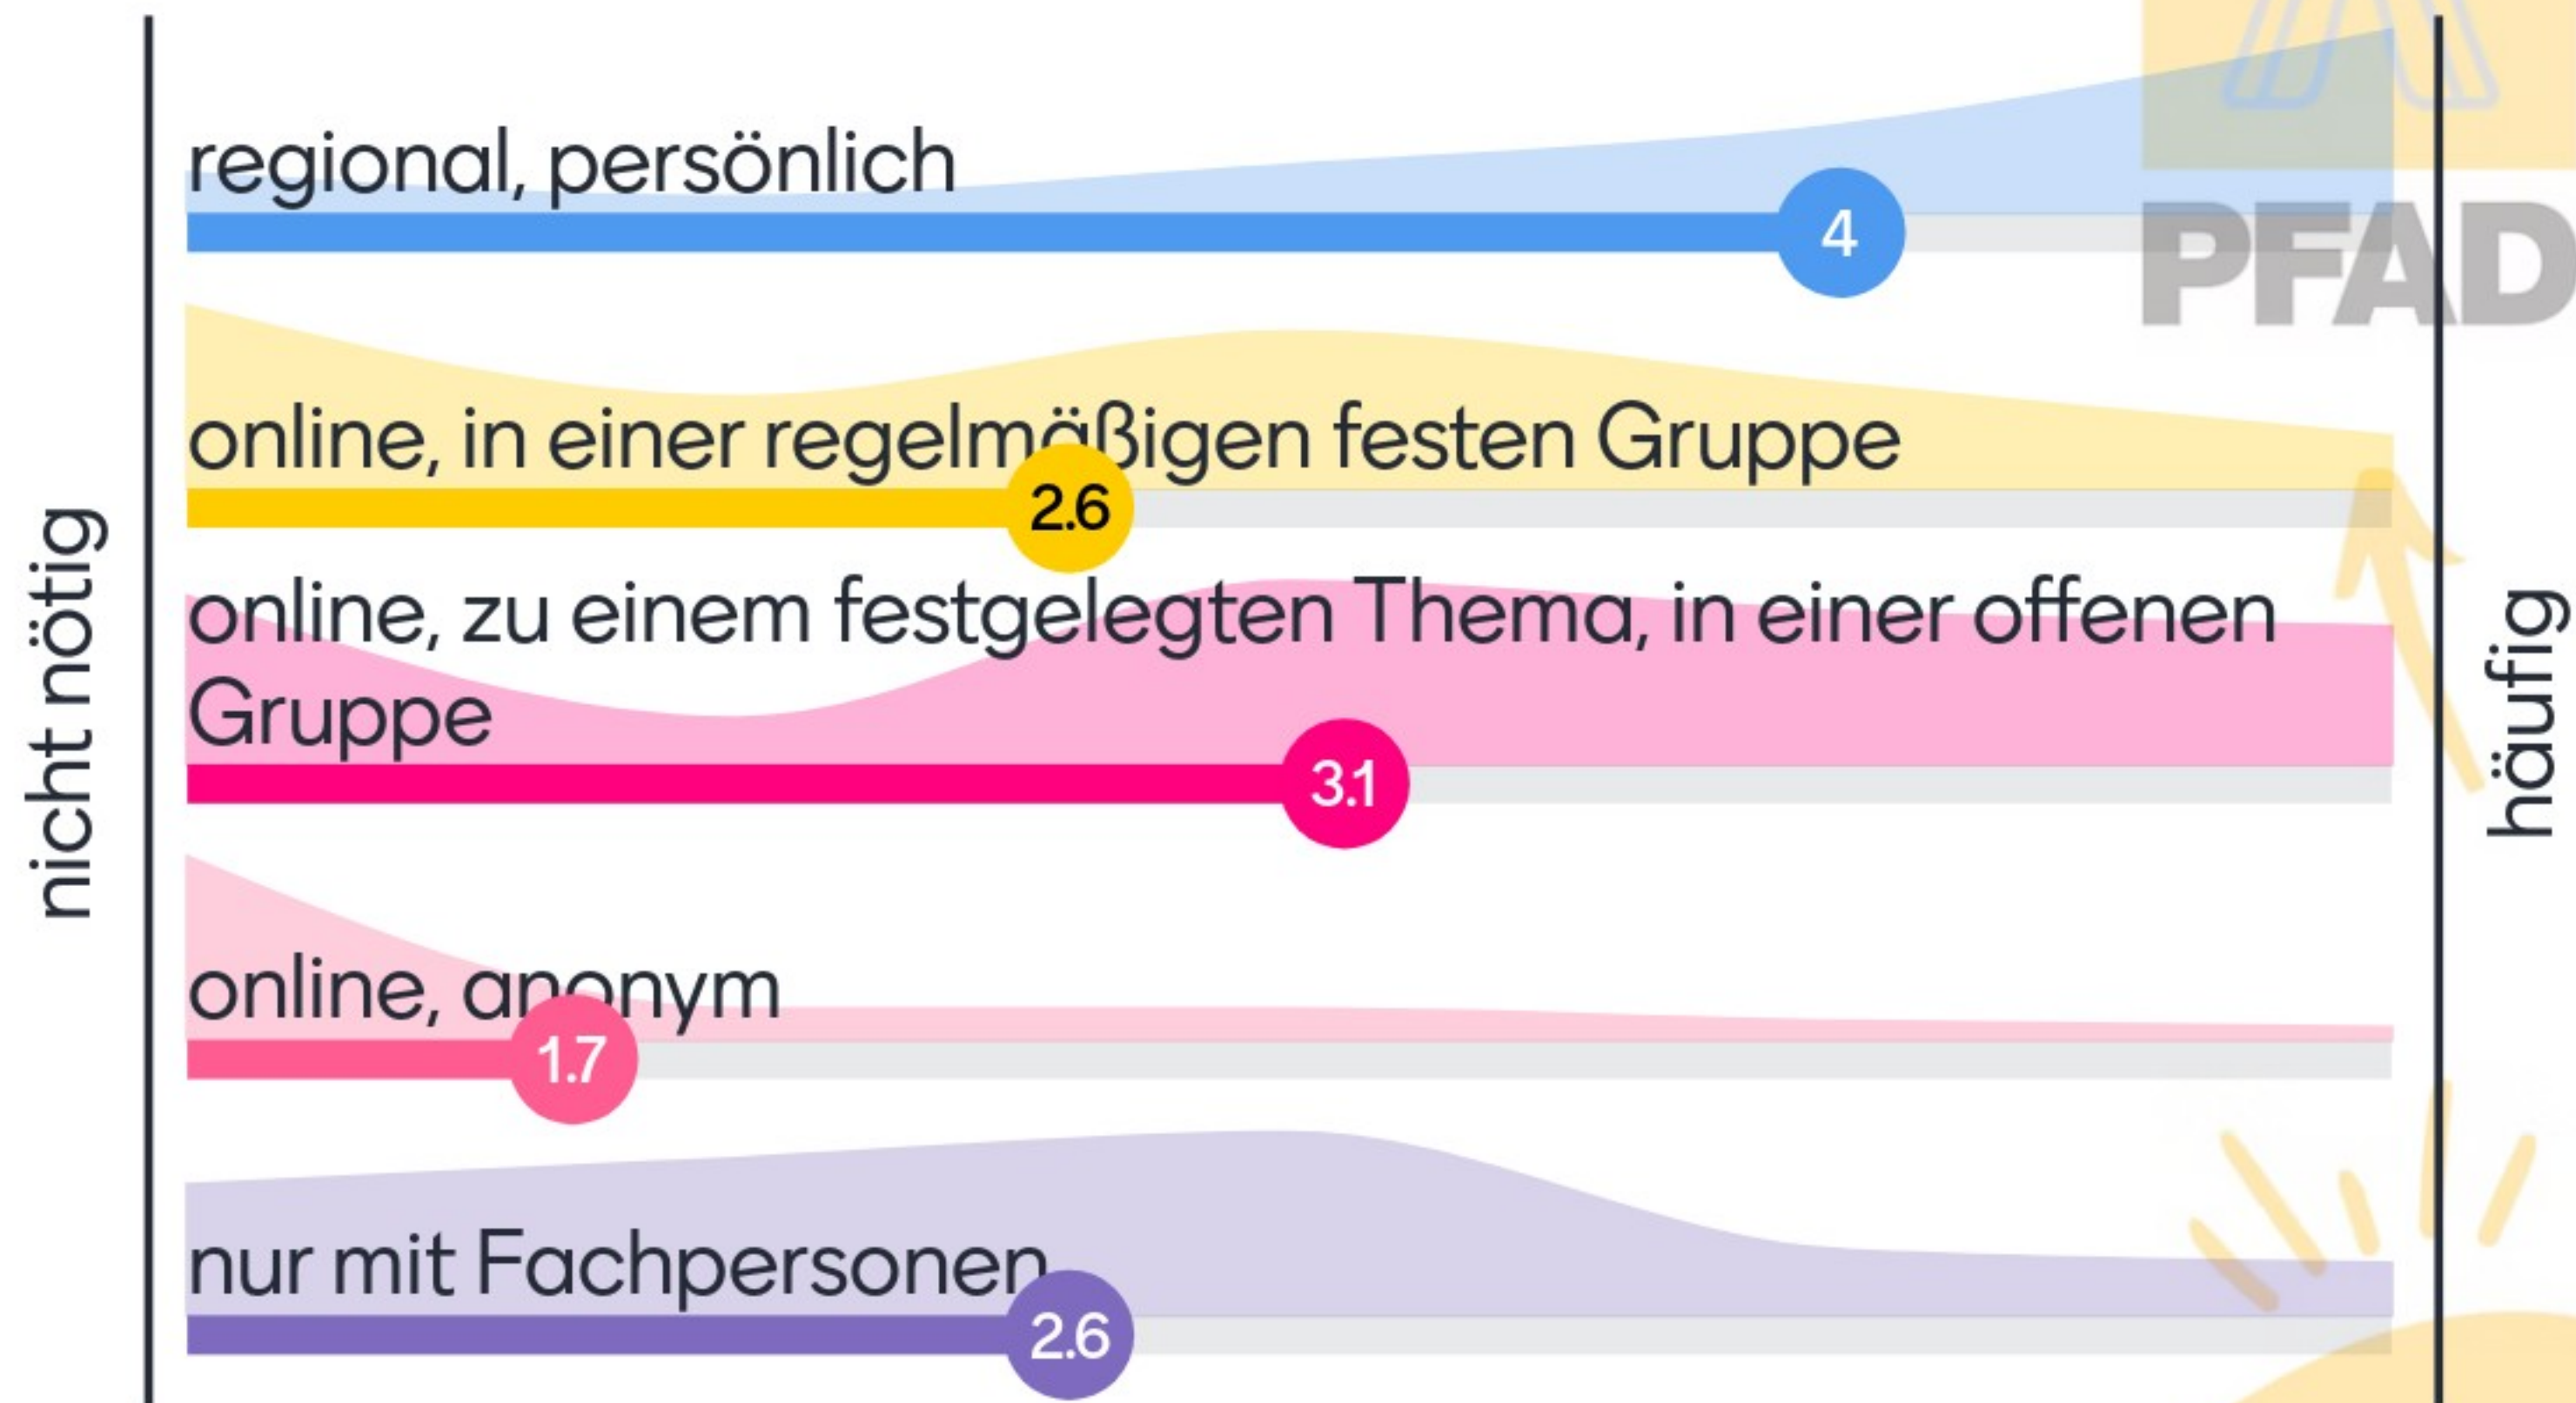 regional, persönlich
4
PFAD
online, in einer regelmäßigen festen Gruppe
2.6
nicht nötig
online, zu einem festgelegten Thema, in einer offenen
Gruppe
3.1
häufig
online, anonym
1.7
nur mit Fachpersonen
2.6